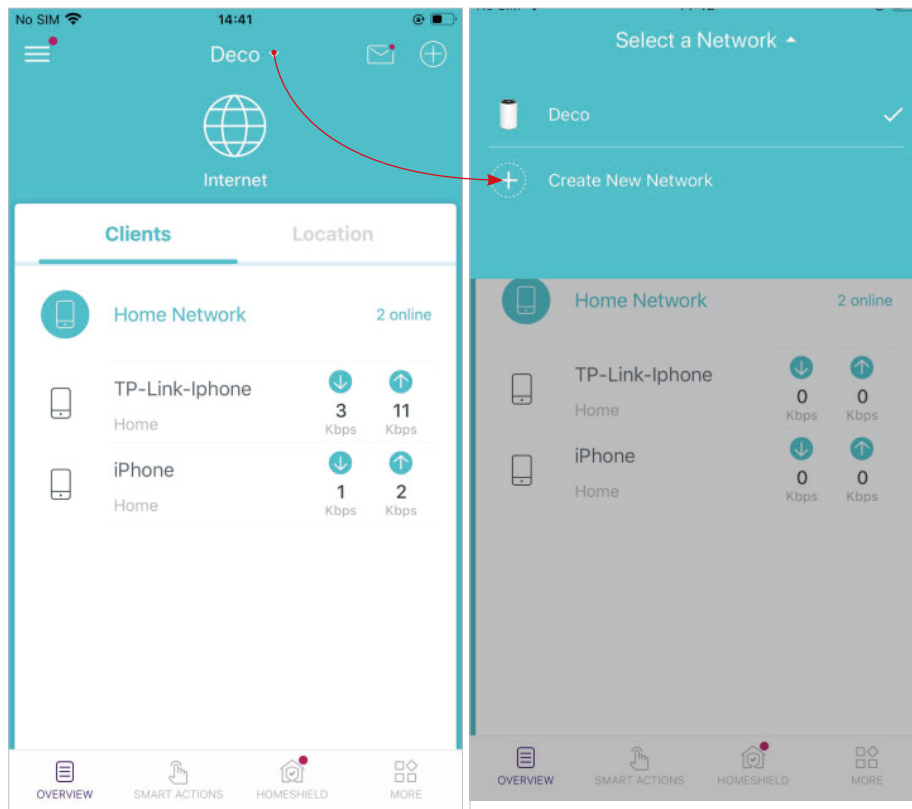 No SIM
14:41
Deco
Internet
Clients Location
Home Network 2 online
TP-Link-Iphone
Home
3 11
Kbps Kbps
iPhone
Home
1 2
Kbps Kbps
OVERVIEW SMART ACTIONS HOMESHIELD MORE
Select a Network
Deco
Create New Network
Home Network 2 online
TP-Link-Iphone
Home
0 0
Kbps Kbps
iPhone
Home
0 0
Kbps Kbps
OVERVIEW SMART ACTIONS HOMESHIELD MORE